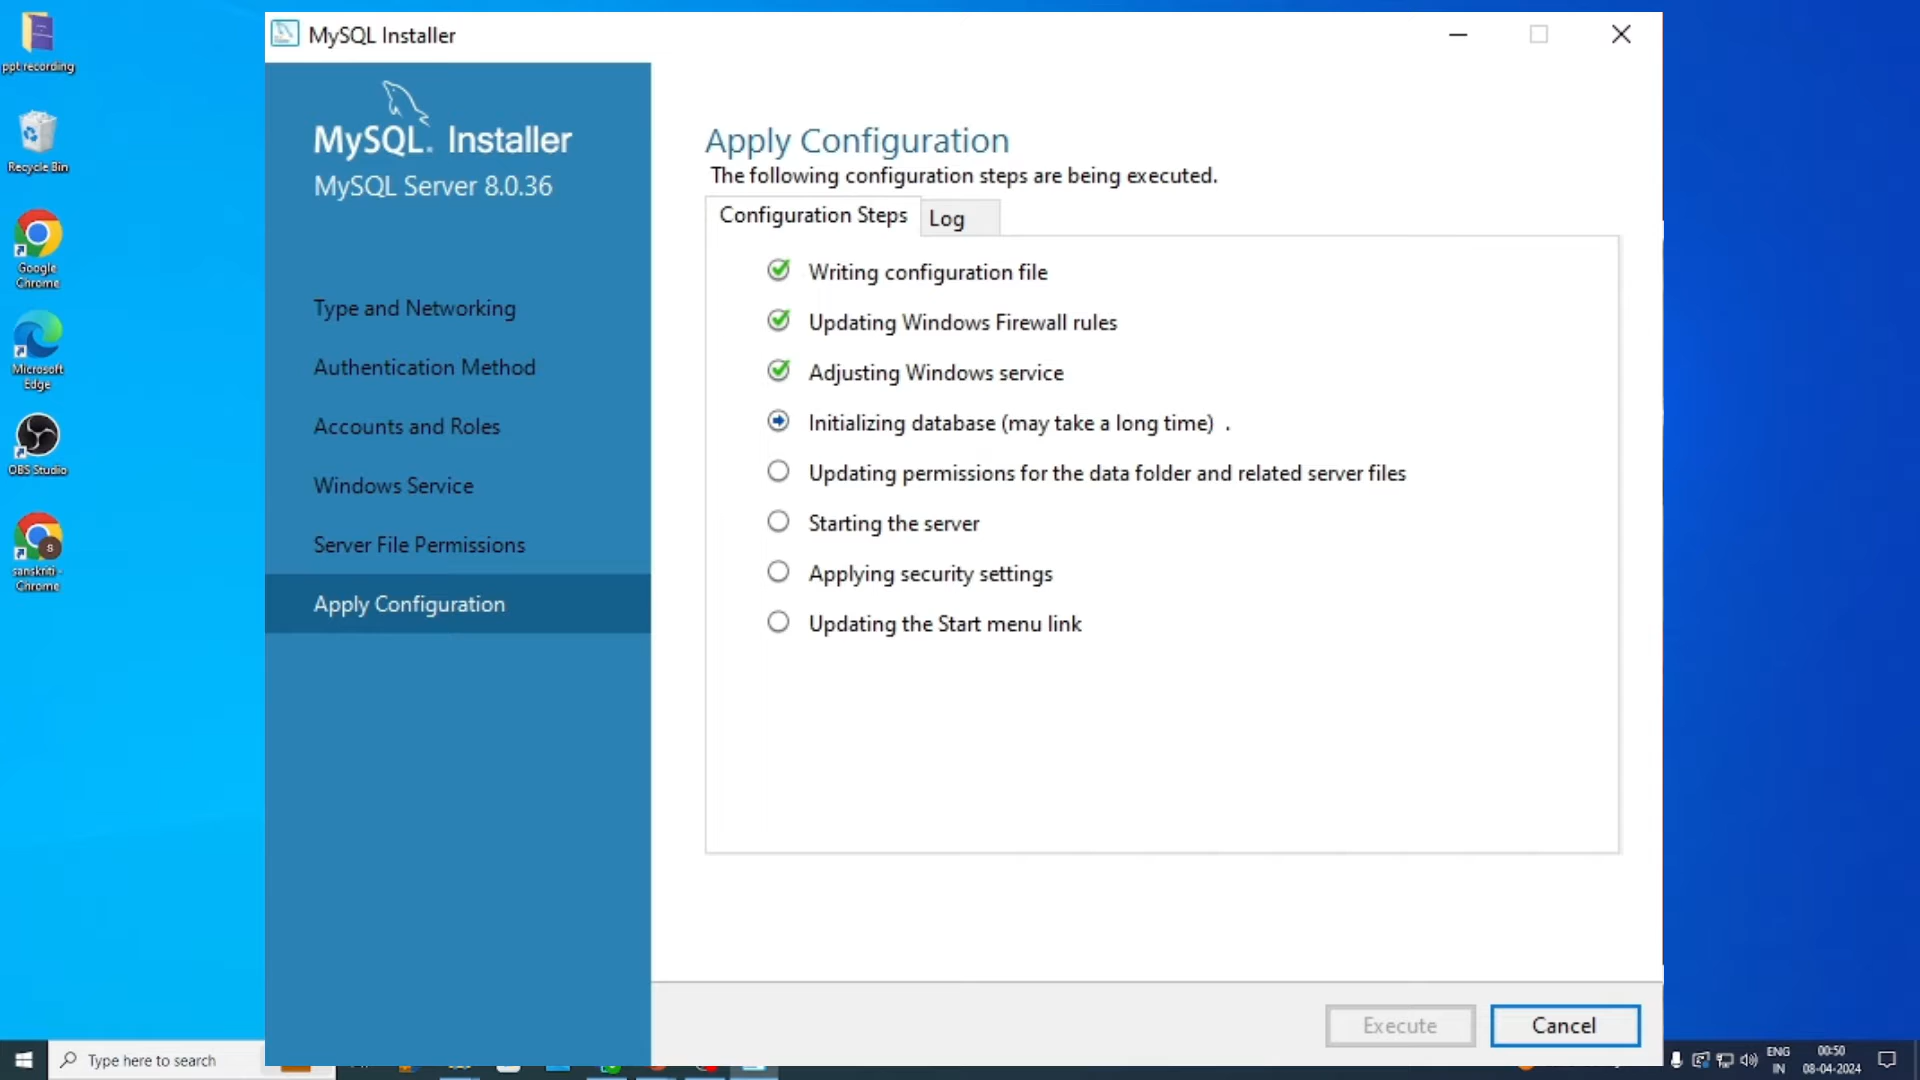 ppt recording
Recycle Bin
Google
Chrome
Microsoft
Edge
OBS Studio
sanskriti -
Chrome
MySQL Installer
MySQL. Installer
MySQL Server 8.0.36
Type and Networking
Authentication Method
Accounts and Roles
Windows Service
Server File Permissions
Apply Configuration
Apply Configuration
The following configuration steps are being executed.
Configuration Steps
Log
Writing configuration file
Updating Windows Firewall rules
Adjusting Windows service
Initializing database (may take a long time) .
Updating permissions for the data folder and related server files
Starting the server
Applying security settings
Updating the Start menu link
Execute
Cancel
Type here to search
ENG
IN
00:50
08-04-2024